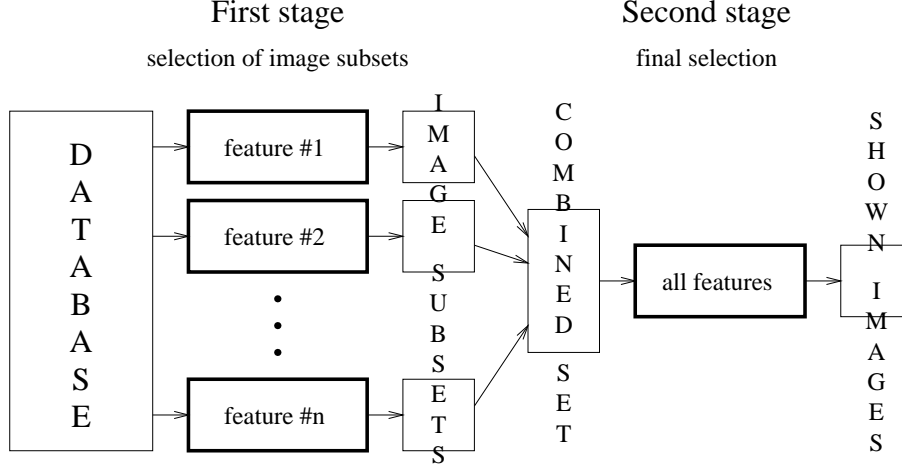 First stage
selection of image subsets
Second stage
final selection
DATABASE
feature #1
feature #2
feature #n
IMAGE SUBSETS
COMBINED SET
all features
SHOWN IMAGES